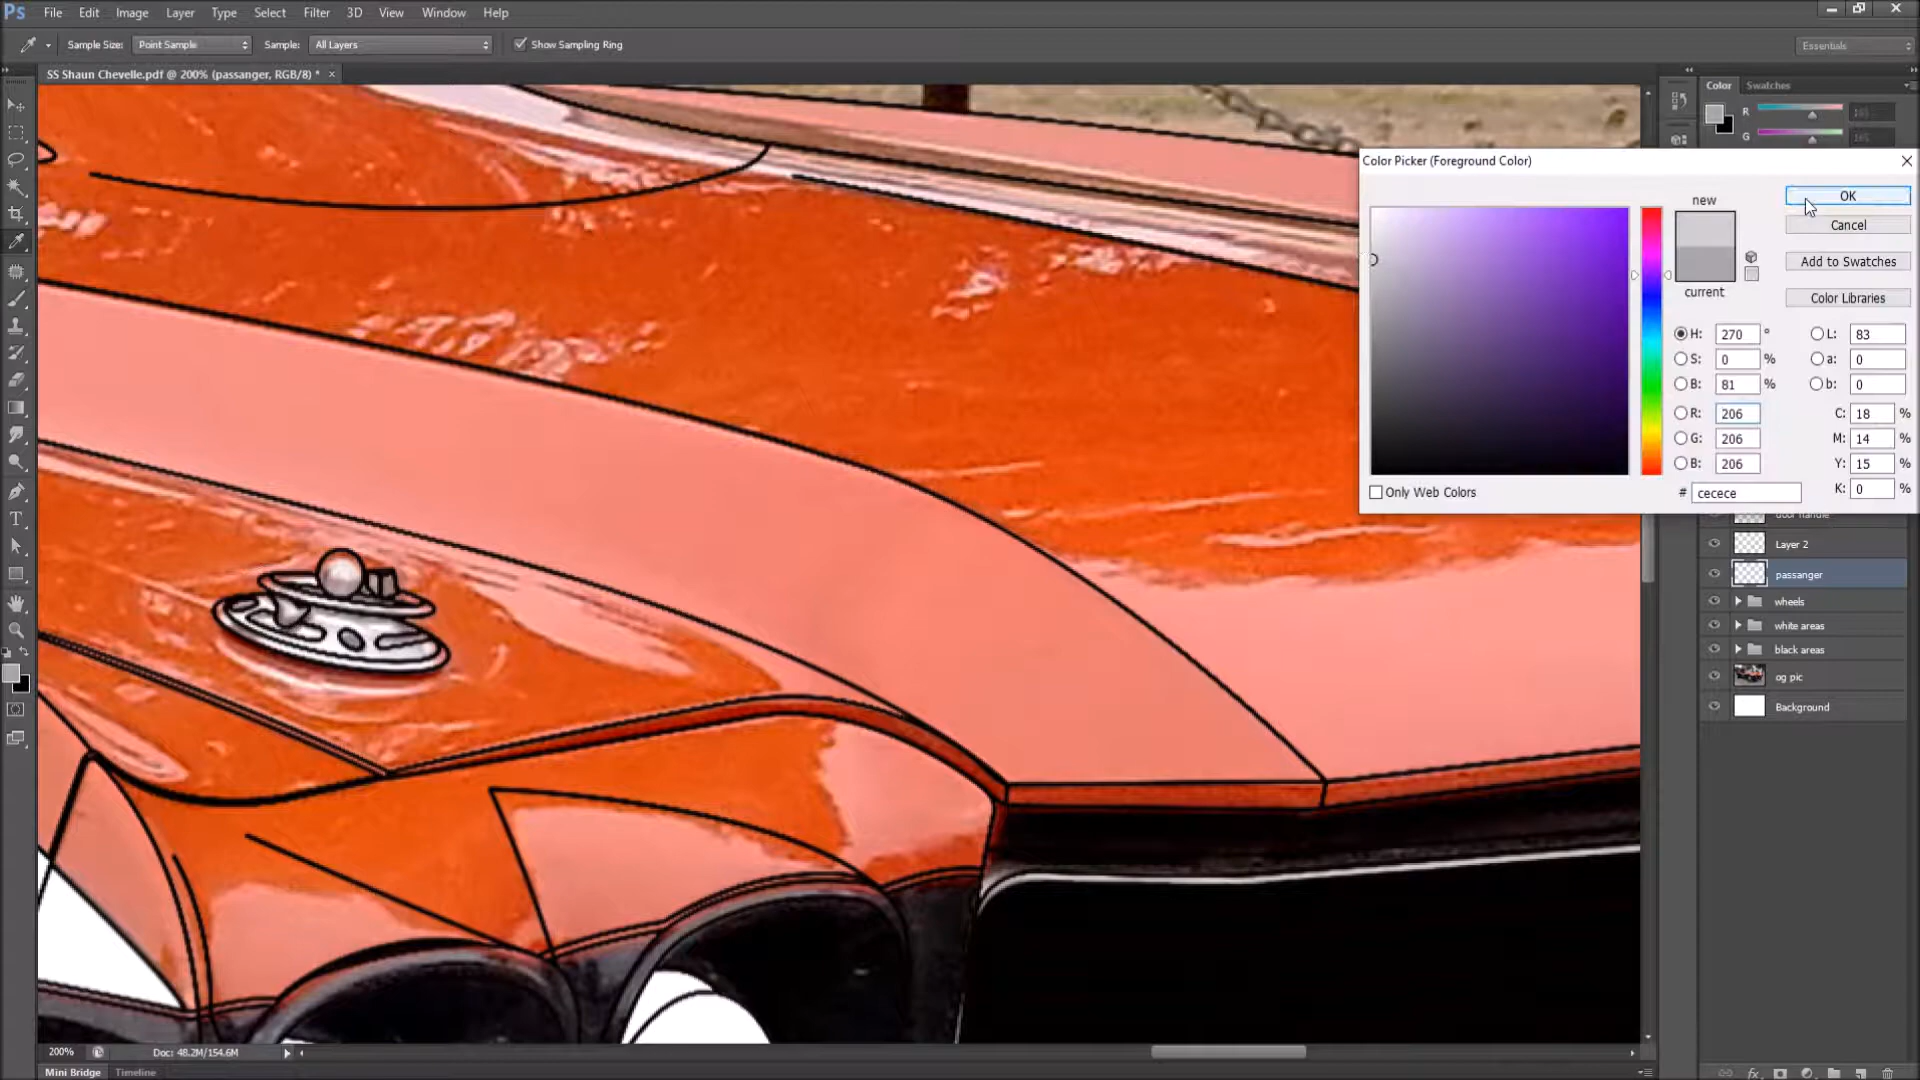 Ps File Edit Image Layer Type Select Filter 3D View Window Help
Sample Size: Point Sample Sample: All Layers Show Sampling Ring Essentials
SS Shaun Chevelle.pdf @ 200% (passanger, RGB/8) * ×
Color Swatches
R
G
Color Picker (Foreground Color)
new
OK
Cancel
Add to Swatches
current
Color Libraries
H: 270 ° L: 83
S: 0 % a: 0
B: 81 % b: 0
R: 206 C: 18 %
G: 206 M: 14 %
B: 206 Y: 15 %
Only Web Colors # cecece K: 0 %
door handle
Layer 2
passanger
wheels
white areas
black areas
og pic
Background
T
200% Doc: 48.2M/154.6M
Mini Bridge Timeline
fx